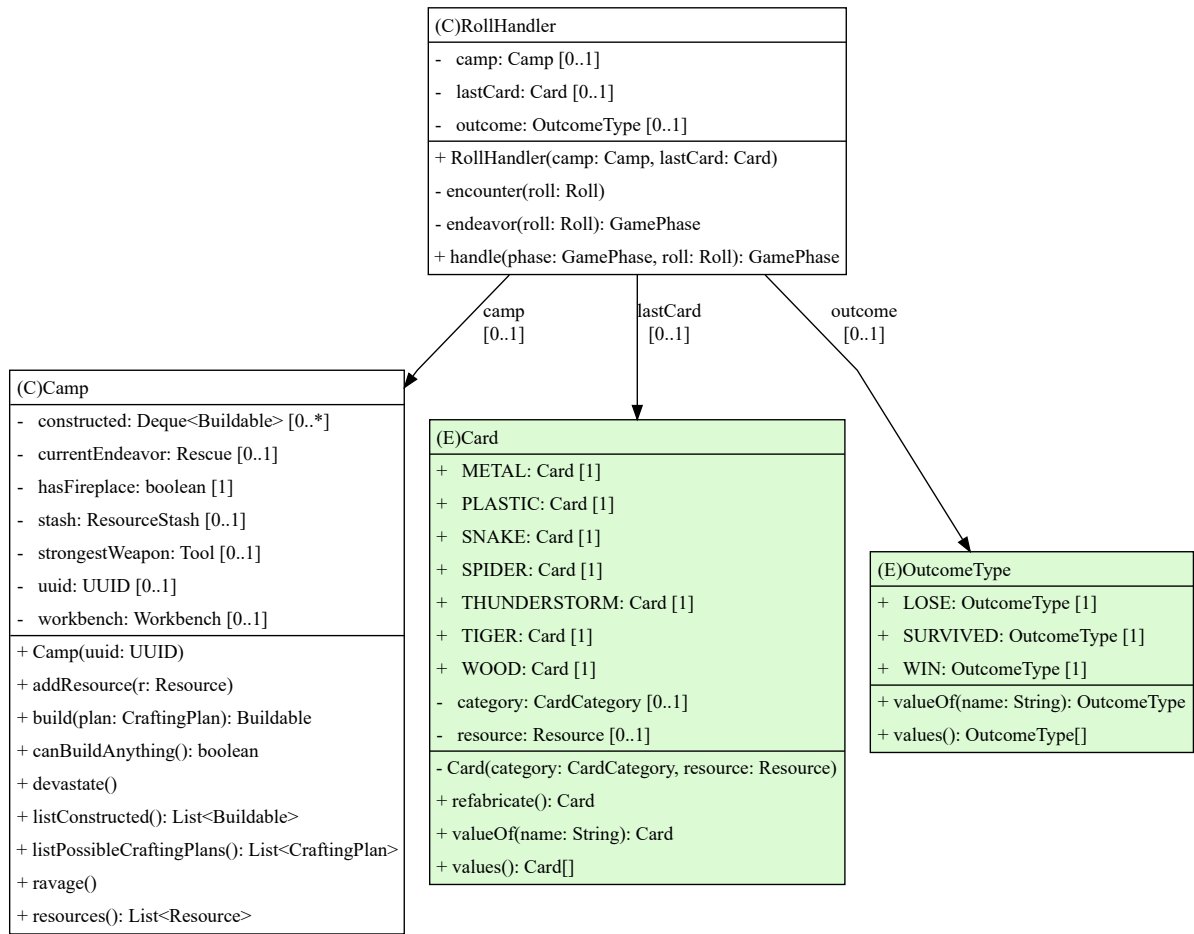 (C)RollHandler
- camp: Camp [0..1]
- lastCard: Card [0..1]
- outcome: OutcomeType [0..1]
+ RollHandler(camp: Camp, lastCard: Card)
- encounter(roll: Roll)
- endeavor(roll: Roll): GamePhase
+ handle(phase: GamePhase, roll: Roll): GamePhase
camp
[0..1]
lastCard
[0..1]
outcome
[0..1]
(C)Camp
- constructed: Deque<Buildable> [0..*]
- currentEndeavor: Rescue [0..1]
- hasFireplace: boolean [1]
- stash: ResourceStash [0..1]
- strongestWeapon: Tool [0..1]
- uuid: UUID [0..1]
- workbench: Workbench [0..1]
+ Camp(uuid: UUID)
+ addResource(r: Resource)
+ build(plan: CraftingPlan): Buildable
+ canBuildAnything(): boolean
+ devastate()
+ listConstructed(): List<Buildable>
+ listPossibleCraftingPlans(): List<CraftingPlan>
+ ravage()
+ resources(): List<Resource>
(E)Card
+ METAL: Card [1]
+ PLASTIC: Card [1]
+ SNAKE: Card [1]
+ SPIDER: Card [1]
+ THUNDERSTORM: Card [1]
+ TIGER: Card [1]
+ WOOD: Card [1]
- category: CardCategory [0..1]
- resource: Resource [0..1]
- Card(category: CardCategory, resource: Resource)
+ refabricate(): Card
+ valueOf(name: String): Card
+ values(): Card[]
(E)OutcomeType
+ LOSE: OutcomeType [1]
+ SURVIVED: OutcomeType [1]
+ WIN: OutcomeType [1]
+ valueOf(name: String): OutcomeType
+ values(): OutcomeType[]